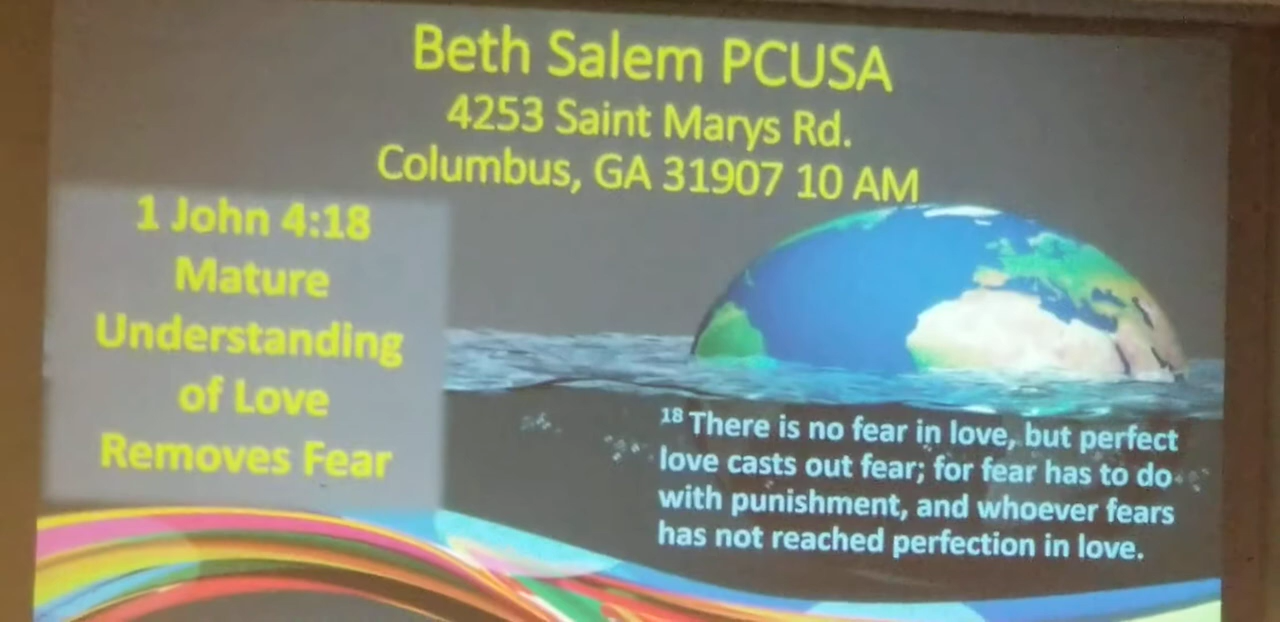 Beth Salem PCUSA
4253 Saint Marys Rd.
Columbus, GA 31907 10 AM
1 John 4:18
Mature
Understanding
of Love
Removes Fear
18 There is no fear in love, but perfect
love casts out fear; for fear has to do
with punishment, and whoever fears
has not reached perfection in love.